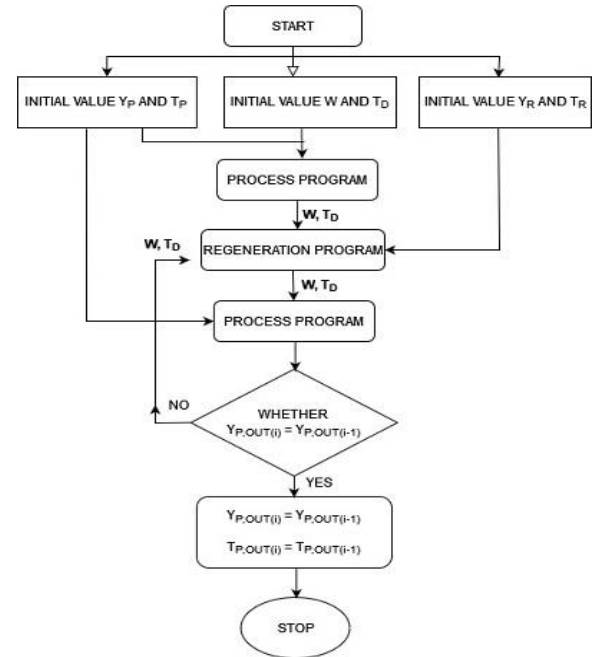 START
INITIAL VALUE YP AND TP
INITIAL VALUE W AND TD
INITIAL VALUE YR AND TR
PROCESS PROGRAM
W, TD
W, TD
REGENERATION PROGRAM
W, TD
PROCESS PROGRAM
NO
WHETHER
YP,OUT(i) = YP,OUT(i-1)
YES
YP,OUT(i) = YP,OUT(i-1)
TP,OUT(i) = TP,OUT(i-1)
STOP